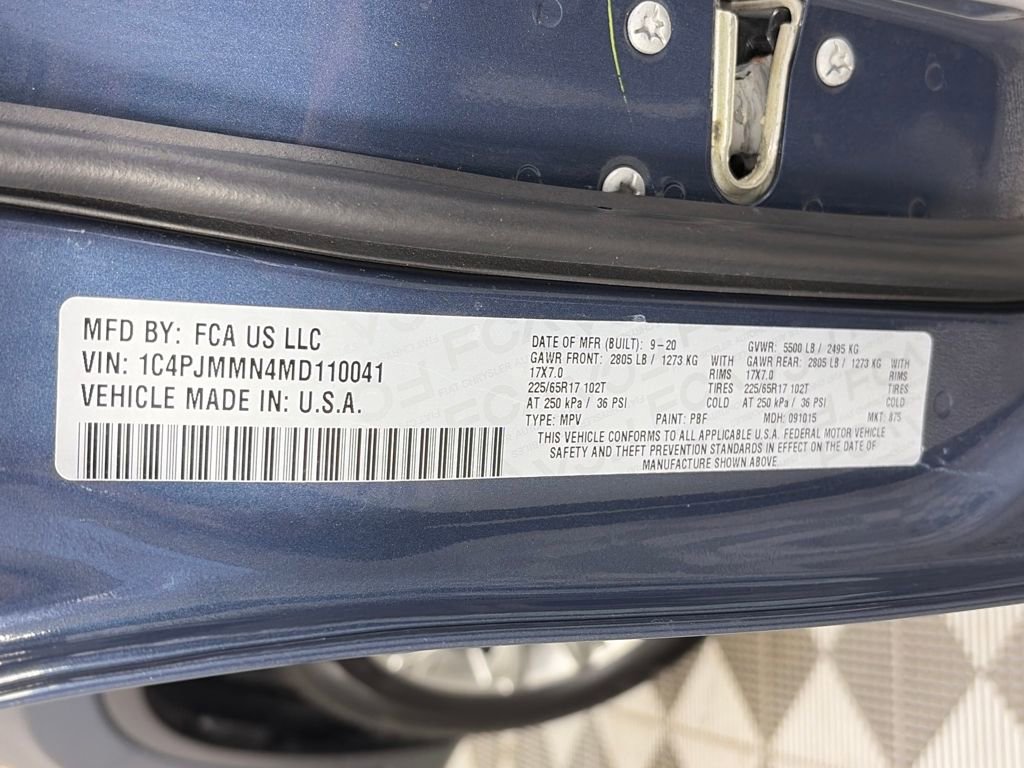 MFD BY: FCA US LLC
VIN: 1C4PJMMN4MD110041
VEHICLE MADE IN: U.S.A.
DATE OF MFR (BUILT): 9-20 GVWR: 5500 LB / 2495 KG
GAWR FRONT: 2805 LB / 1273 KG WITH GAWR REAR: 2805 LB / 1273 KG WITH
17X7.0 RIMS 17X7.0 RIMS
225/65R17 102T TIRES 225/65R17 102T TIRES
AT 250 kPa / 36 PSI COLD AT 250 kPa / 36 PSI COLD
TYPE: MPV PAINT: PBF MDH: 091015 MKT: 875
THIS VEHICLE CONFORMS TO ALL APPLICABLE U.S.A. FEDERAL MOTOR VEHICLE
SAFETY AND THEFT PREVENTION STANDARDS IN EFFECT ON THE DATE OF
MANUFACTURE SHOWN ABOVE.